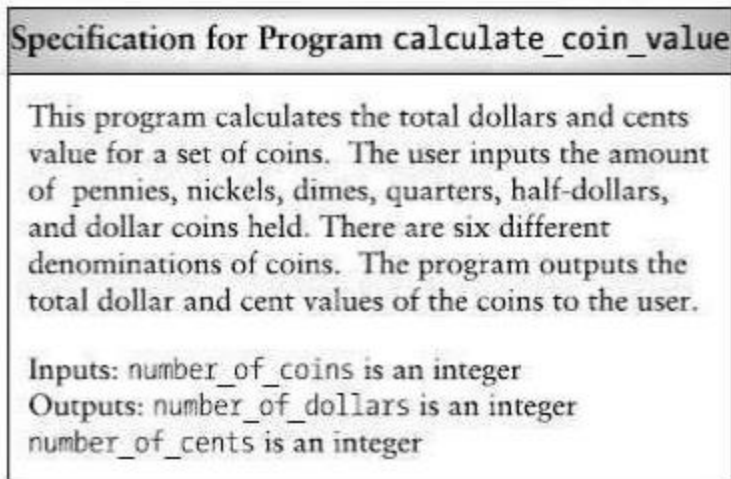 Specification for Program calculate_coin_value
This program calculates the total dollars and cents
value for a set of coins. The user inputs the amount
of pennies, nickels, dimes, quarters, half-dollars,
and dollar coins held. There are six different
denominations of coins. The program outputs the
total dollar and cent values of the coins to the user.
Inputs: number_of_coins is an integer
Outputs: number_of_dollars is an integer
number_of_cents is an integer